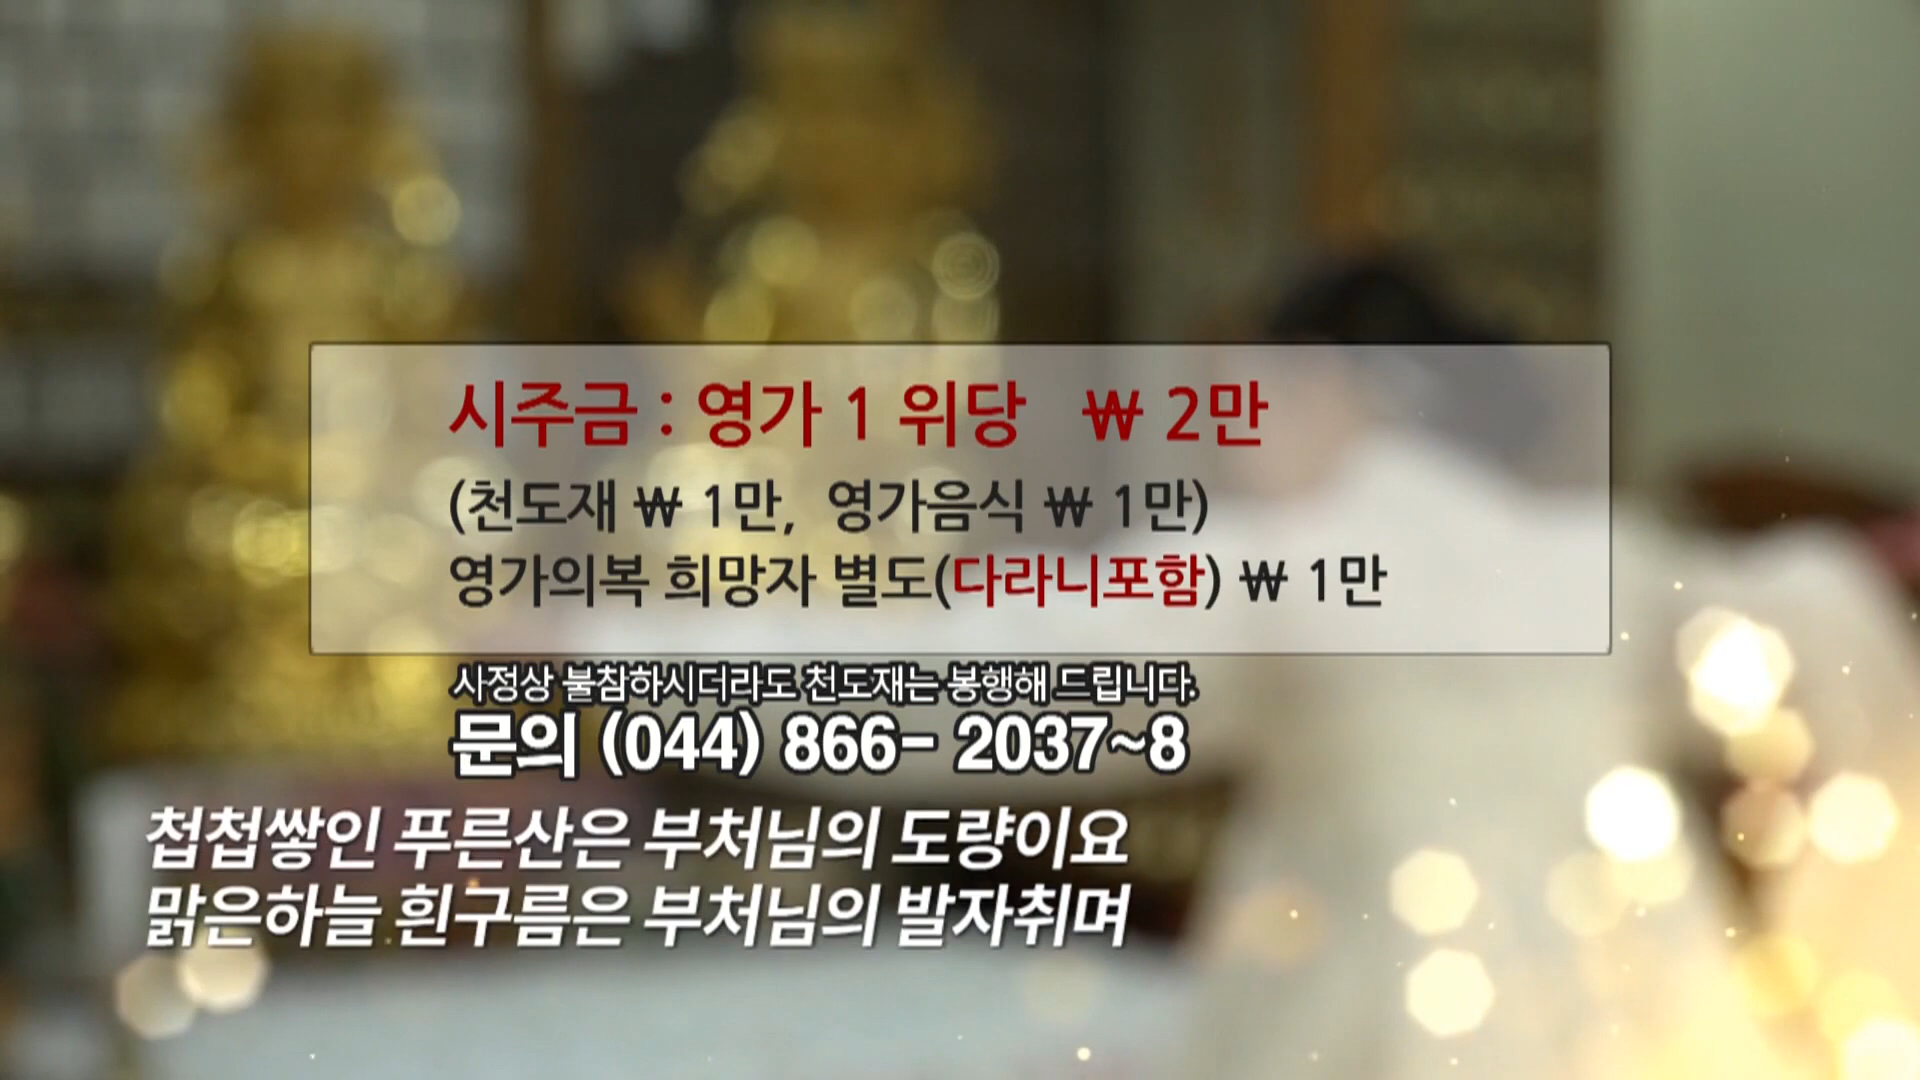 시주금 : 영가 1 위당 ₩ 2만
(천도재 ₩ 1만, 영가음식 ₩ 1만)
영가의복 희망자 별도(다라니포함) ₩ 1만
사정상 불참하시더라도 천도재는 봉행해 드립니다.
문의 (044) 866- 2037~8
첩첩쌓인 푸른산은 부처님의 도량이요
맑은하늘 흰구름은 부처님의 발자취며